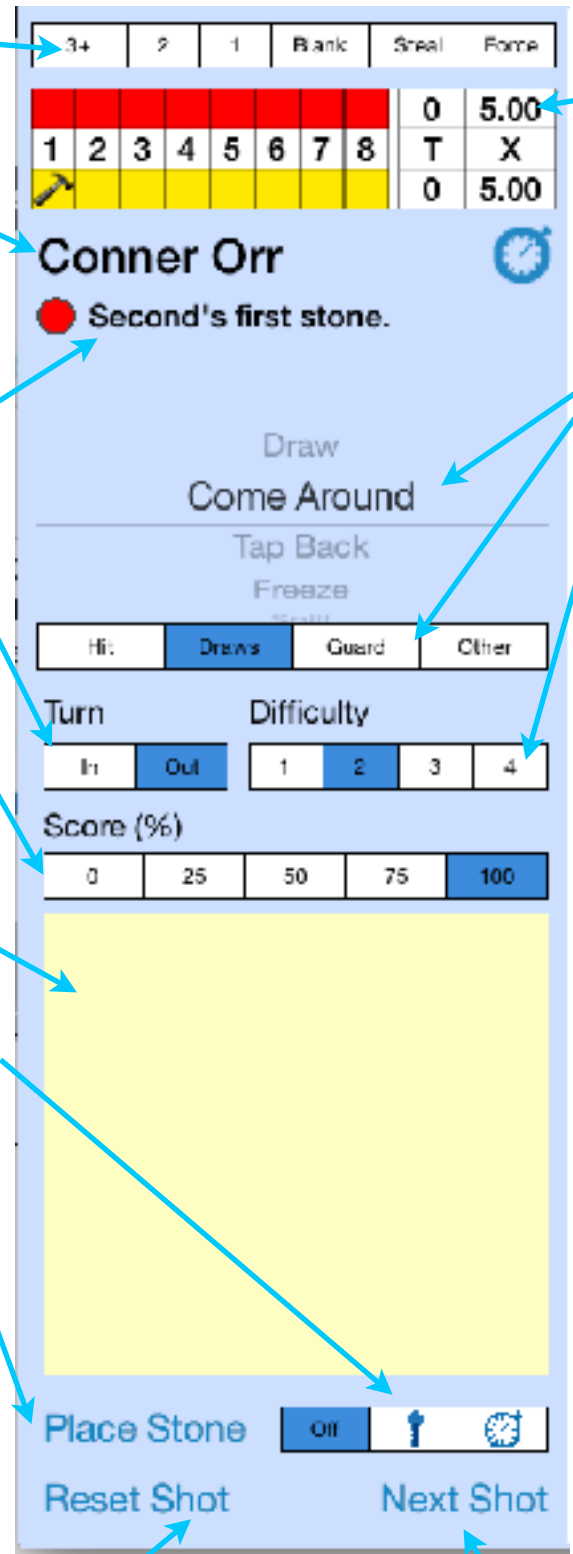 3+ 2 1 Blank Steal Force
0 5.00
1 2 3 4 5 6 7 8 T X
0 5.00
Conner Orr
Second's first stone.
Draw
Come Around
Tap Back
Freeze
Hit Draws Guard Other
Turn Difficulty
In Out 1 2 3 4
Score (%)
0 25 50 75 100
Place Stone Off
Reset Shot Next Shot